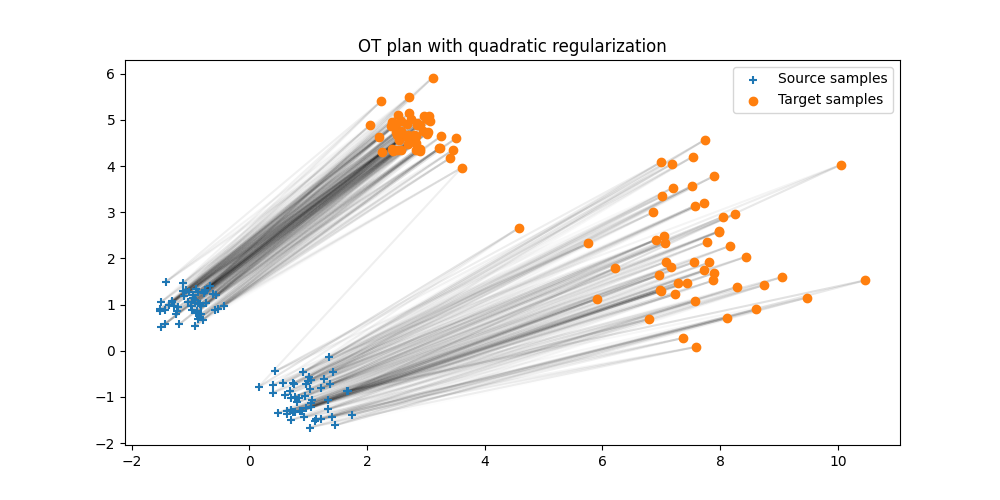 OT plan with quadratic regularization
Source samples
Target samples
6
5
4
3
2
1
0
−1
−2
−2 0 2 4 6 8 10